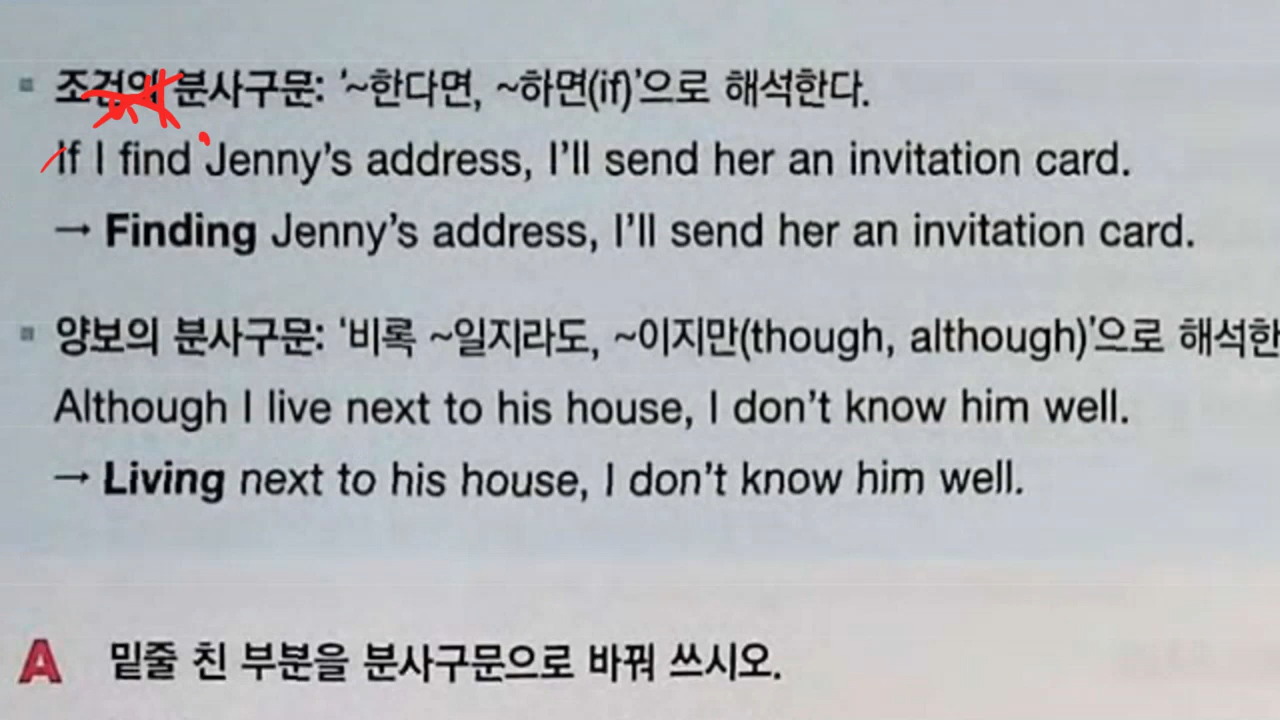 조건의 분사구문: ‘~한다면, ~하면(if)’으로 해석한다.
If I find Jenny’s address, I’ll send her an invitation card.
→ Finding Jenny’s address, I’ll send her an invitation card.
양보의 분사구문: ‘비록 ~일지라도, ~이지만(though, although)’으로 해석한
Although I live next to his house, I don’t know him well.
→ Living next to his house, I don’t know him well.
A 밑줄 친 부분을 분사구문으로 바꿔 쓰시오.